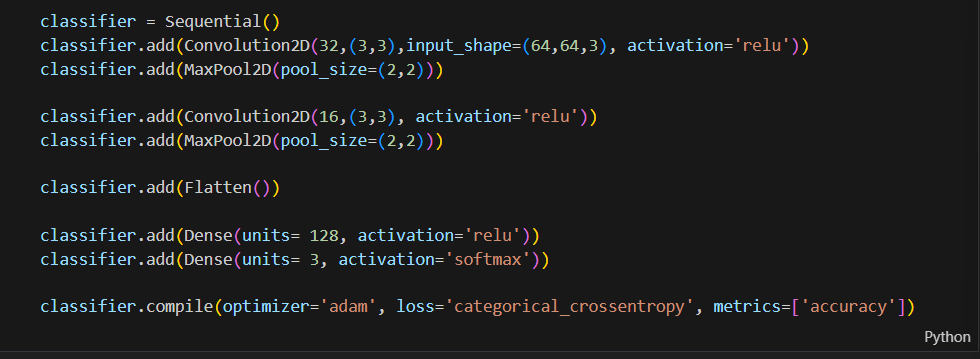 classifier = Sequential()
classifier.add(Convolution2D(32,(3,3),input_shape=(64,64,3), activation='relu'))
classifier.add(MaxPool2D(pool_size=(2,2)))
classifier.add(Convolution2D(16,(3,3), activation='relu'))
classifier.add(MaxPool2D(pool_size=(2,2)))
classifier.add(Flatten())
classifier.add(Dense(units= 128, activation='relu'))
classifier.add(Dense(units= 3, activation='softmax'))
classifier.compile(optimizer='adam', loss='categorical_crossentropy', metrics=['accuracy'])
Python